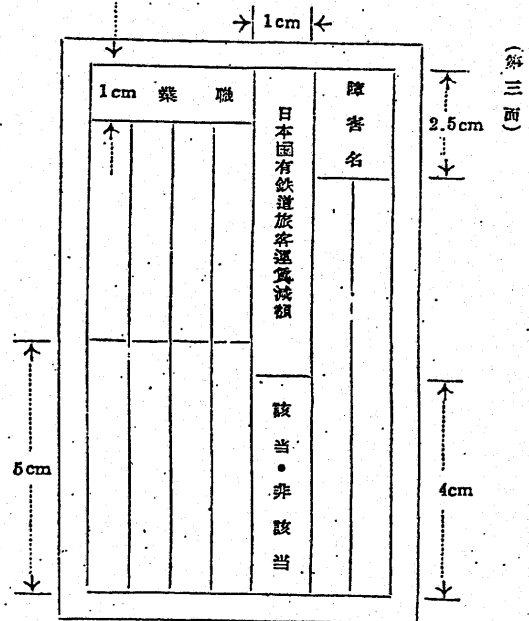 (第三面)
障害名
日本国有鉄道旅客運賃減額
該当・非該当
職業
1cm
1cm
2.5cm
4cm
5cm